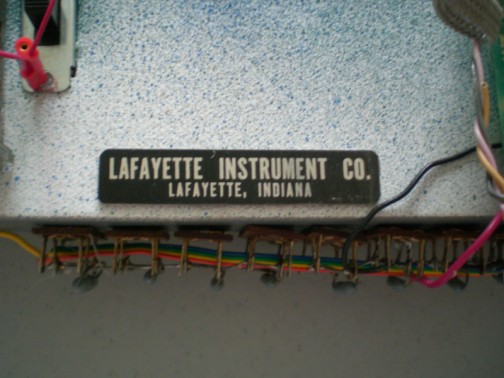 LAFAYETTE INSTRUMENT CO.
LAFAYETTE, INDIANA